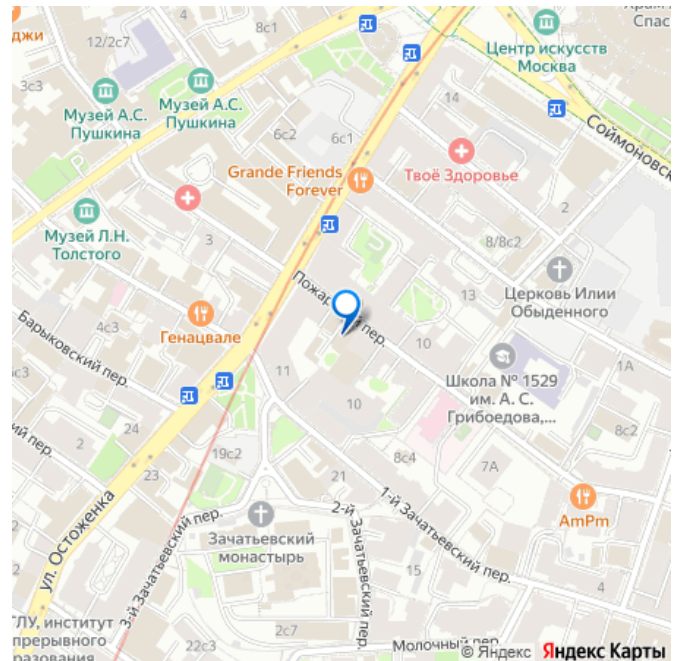 4
8с1
Спас
джи
12/2с7
Центр искусств
Москва
3с3
Музей А.С.
Пушкина
Музей А.С.
Пушкина
6с2
6с1
14
Соймоновск
Grande Friends
Forever
Твоё Здоровье
2
Музей Л.Н.
Толстого
3
8/8с2
Церковь Илии
Обыденного
13
пер.
Генацвале
4с3
Барыковский пер.
10
1А
11
Школа № 1529
им. А. С.
Грибоедова,...
10
2
24
19с2
8с2
23
21
8с4
7А
ул. Остоженка
1-й Зачатьевский пер.
AmPm
Зачатьевский
монастырь
2-й Зачатьевский пер.
3-й Зачатьевский пер.
15
4
ГЛУ, институт
прерывного
разования
22с3
2с7
Молочный пер.
© Яндекс Яндекс Карты